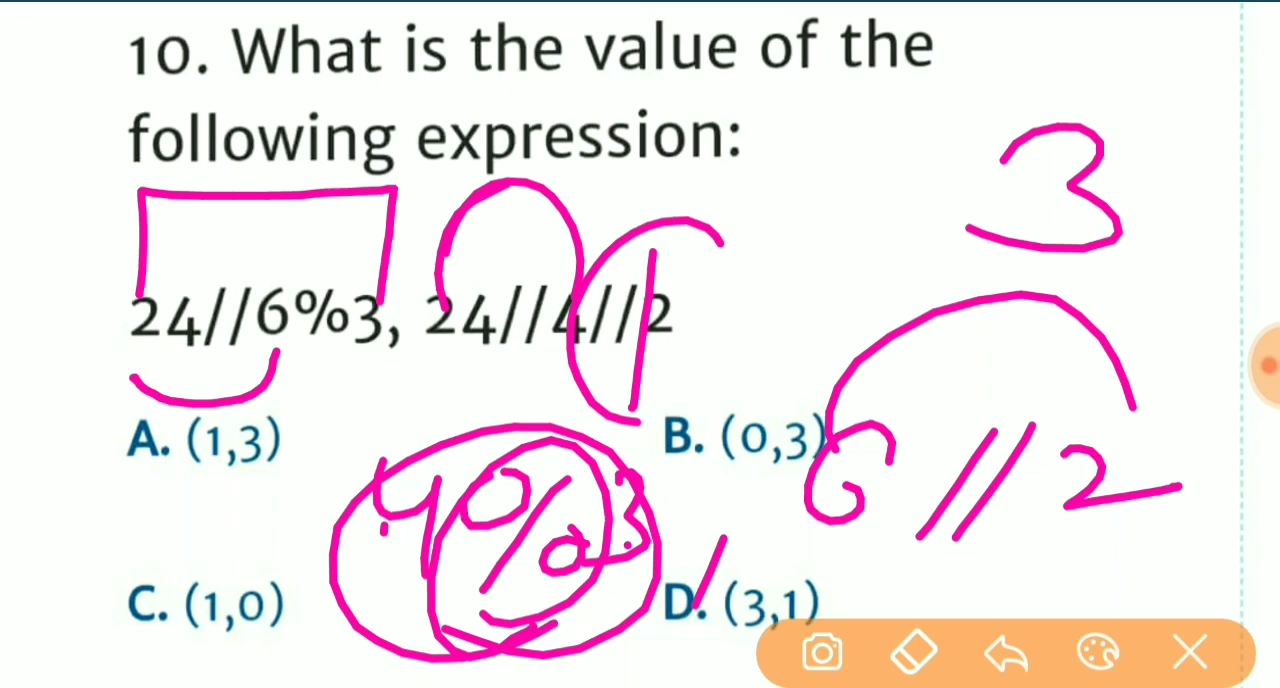 10. What is the value of the
following expression:
3
24//6%3, 24//4//2
A. (1,3)
B. (0,3)
6//2
4%3
C. (1,0)
D. (3,1)